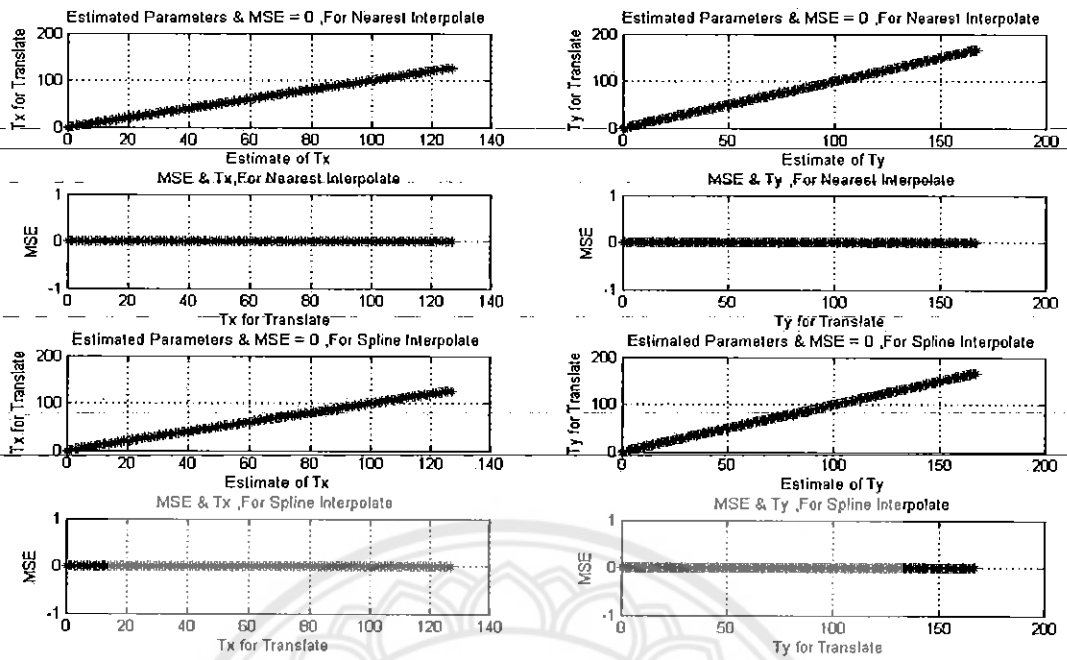 Estimated Parameters & MSE = 0 ,For Nearest Interpolate
Tx for Translate
200
100
0
0 20 40 60 80 100 120 140
Estimate of Tx
Estimated Parameters & MSE = 0 ,For Nearest Interpolate
Ty for Translate
200
100
0
0 50 100 150 200
Estimate of Ty
MSE & Tx,For Nearest Interpolate
MSE
1
0
-1
0 20 40 60 80 100 120 140
Tx for Translate
MSE & Ty ,For Nearest Interpolate
MSE
1
0
-1
0 50 100 150 200
Ty for Translate
Estimated Parameters & MSE = 0 ,For Spline Interpolate
Tx for Translate
200
100
0
0 20 40 60 80 100 120 140
Estimate of Tx
Estimated Parameters & MSE = 0 ,For Spline Interpolate
Ty for Translate
200
100
0
0 50 100 150 200
Estimate of Ty
MSE & Tx ,For Spline Interpolate
MSE
1
0
-1
0 20 40 60 80 100 120 140
Tx for Translate
MSE & Ty ,For Spline Interpolate
MSE
1
0
-1
0 50 100 150 200
Ty for Translate